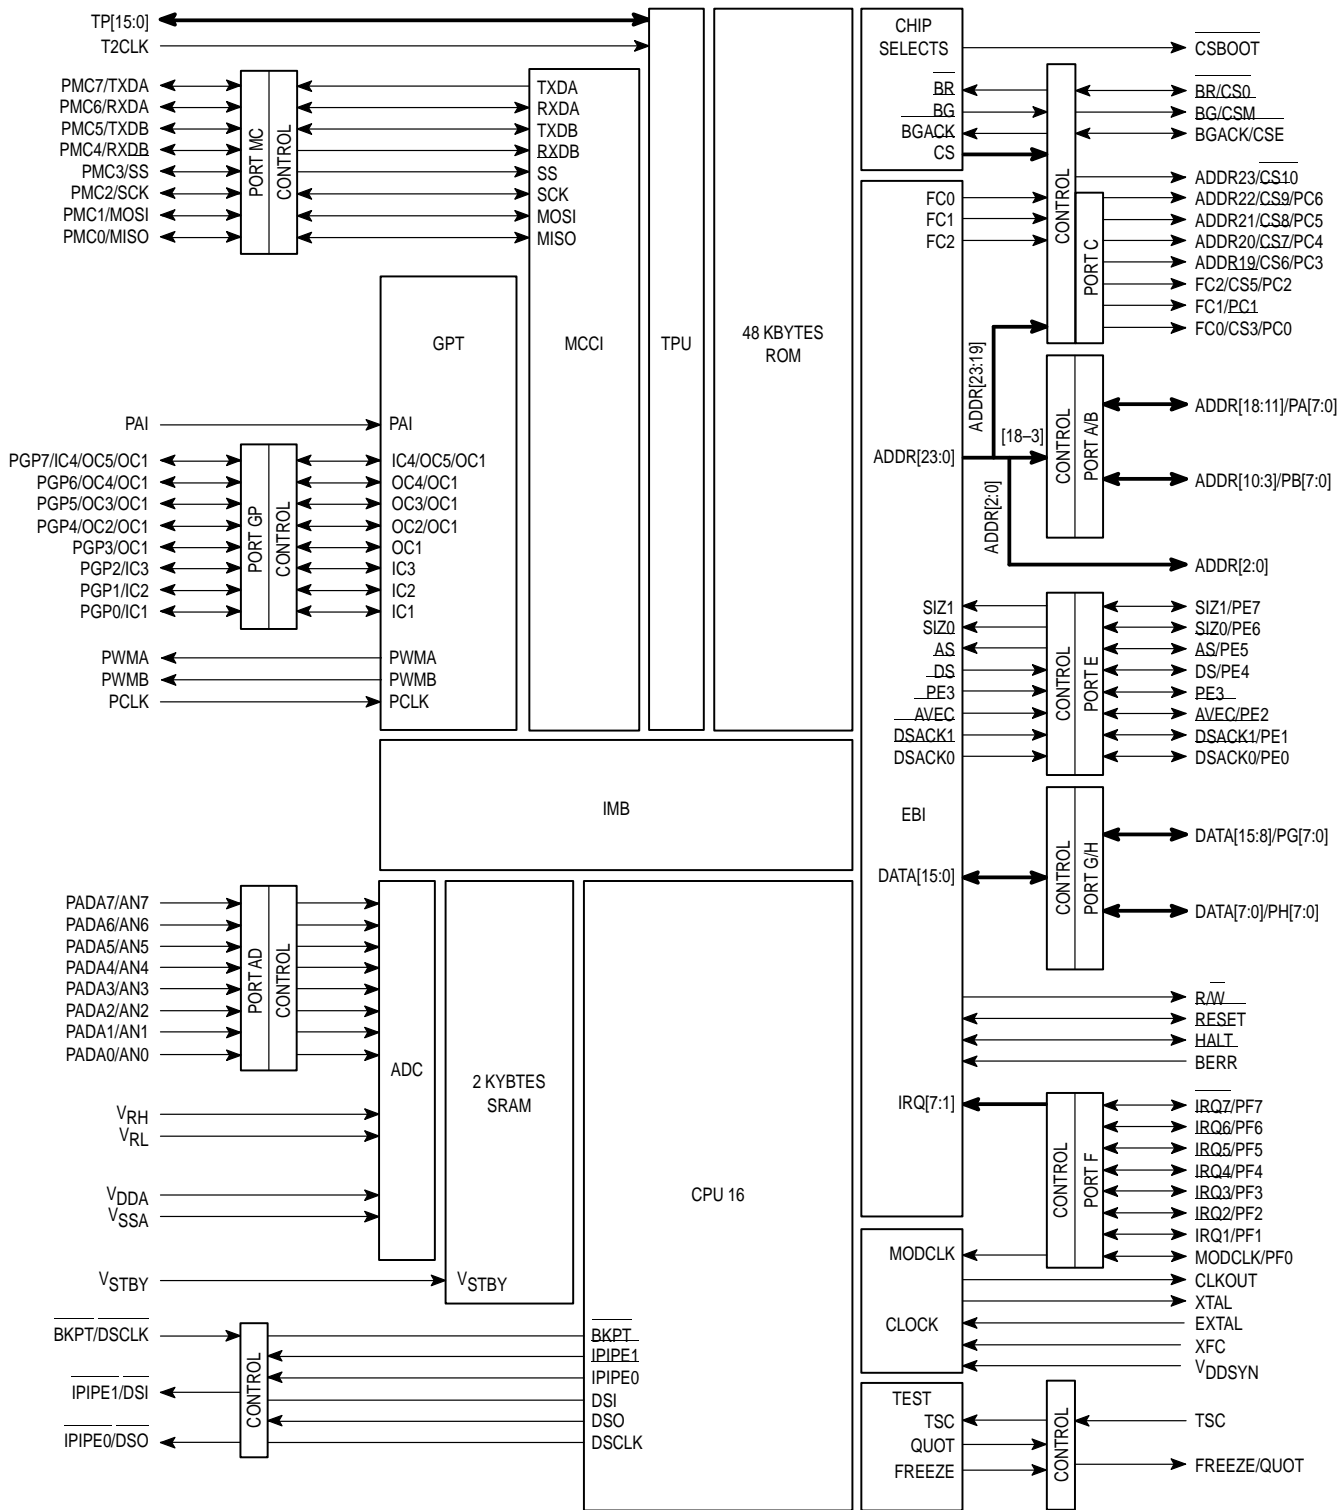 TP[15:0]
T2CLK
PMC7/TXDA
PMC6/RXDA
PMC5/TXDB
PMC4/RXDB
PMC3/SS
PMC2/SCK
PMC1/MOSI
PMC0/MISO
PORT MC
CONTROL
TXDA
RXDA
TXDB
RXDB
SS
SCK
MOSI
MISO
GPT
MCCI
TPU
48 KBYTES
ROM
PAI
PAI
PGP7/IC4/OC5/OC1
PGP6/OC4/OC1
PGP5/OC3/OC1
PGP4/OC2/OC1
PGP3/OC1
PGP2/IC3
PGP1/IC2
PGP0/IC1
PORT GP
CONTROL
IC4/OC5/OC1
OC4/OC1
OC3/OC1
OC2/OC1
OC1
IC3
IC2
IC1
PWMA
PWMB
PCLK
PWMA
PWMB
PCLK
IMB
PADA7/AN7
PADA6/AN6
PADA5/AN5
PADA4/AN4
PADA3/AN3
PADA2/AN2
PADA1/AN1
PADA0/AN0
PORT AD
CONTROL
VRH
VRL
VDDA
VSSA
VSTBY
ADC
2 KYBTES
SRAM
VSTBY
CPU 16
BKPT/DSCLK
IPIPE1/DSI
IPIPE0/DSO
CONTROL
BKPT
IPIPE1
IPIPE0
DSI
DSO
DSCLK
CHIP
SELECTS
BR
BG
BGACK
CS
CSBOOT
BR/CS0
BG/CSM
BGACK/CSE
FC0
FC1
FC2
CONTROL
PORT C
ADDR23/CS10
ADDR22/CS9/PC6
ADDR21/CS8/PC5
ADDR20/CS7/PC4
ADDR19/CS6/PC3
FC2/CS5/PC2
FC1/PC1
FC0/CS3/PC0
ADDR[23:0]
ADDR[23:19]
[18–3]
ADDR[2:0]
CONTROL
PORT A/B
ADDR[18:11]/PA[7:0]
ADDR[10:3]/PB[7:0]
ADDR[2:0]
SIZ1
SIZ0
AS
DS
PE3
AVEC
DSACK1
DSACK0
CONTROL
PORT E
SIZ1/PE7
SIZ0/PE6
AS/PE5
DS/PE4
PE3
AVEC/PE2
DSACK1/PE1
DSACK0/PE0
EBI
DATA[15:0]
CONTROL
PORT G/H
DATA[15:8]/PG[7:0]
DATA[7:0]/PH[7:0]
R/W
RESET
HALT
BERR
IRQ[7:1]
CONTROL
PORT F
IRQ7/PF7
IRQ6/PF6
IRQ5/PF5
IRQ4/PF4
IRQ3/PF3
IRQ2/PF2
IRQ1/PF1
MODCLK/PF0
MODCLK
CLOCK
CLKOUT
XTAL
EXTAL
XFC
VDDSYN
TEST
TSC
QUOT
FREEZE
CONTROL
TSC
FREEZE/QUOT